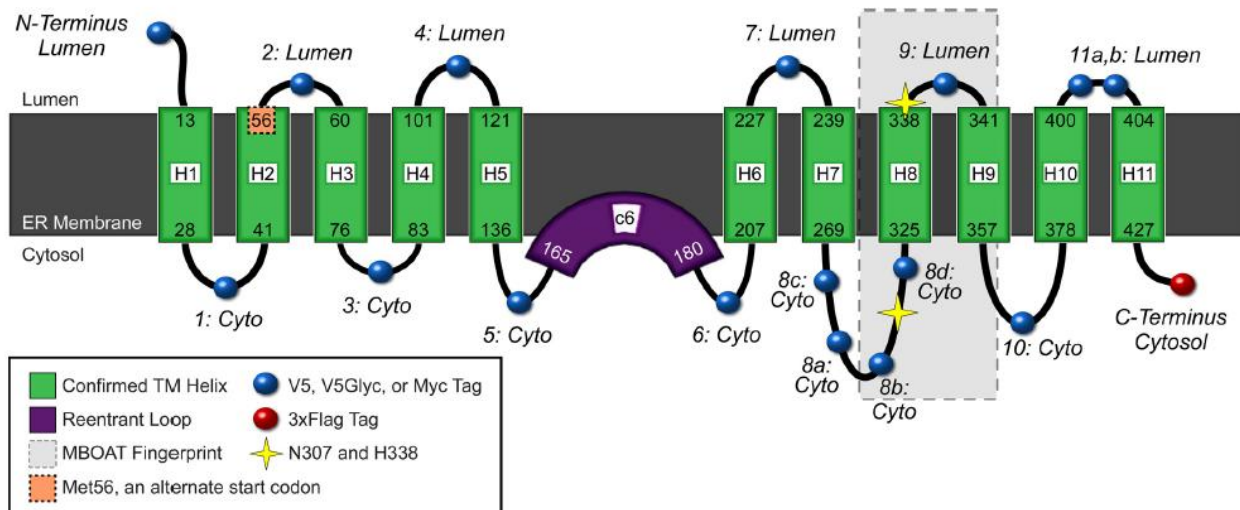 N-Terminus
Lumen
2: Lumen
4: Lumen
7: Lumen
9: Lumen
11a,b: Lumen
Lumen
13 56 60 101 121 227 239 338 341 400 404
H1 H2 H3 H4 H5 c6 H6 H7 H8 H9 H10 H11
ER Membrane
28 41 76 83 136 165 180 207 269 325 357 378 427
Cytosol
1: Cyto
3: Cyto
5: Cyto
6: Cyto
8c:
Cyto
8a:
Cyto
8b:
Cyto
8d:
Cyto
10: Cyto
C-Terminus
Cytosol
Confirmed TM Helix
Reentrant Loop
MBOAT Fingerprint
Met56, an alternate start codon
V5, V5Glyc, or Myc Tag
3xFlag Tag
N307 and H338